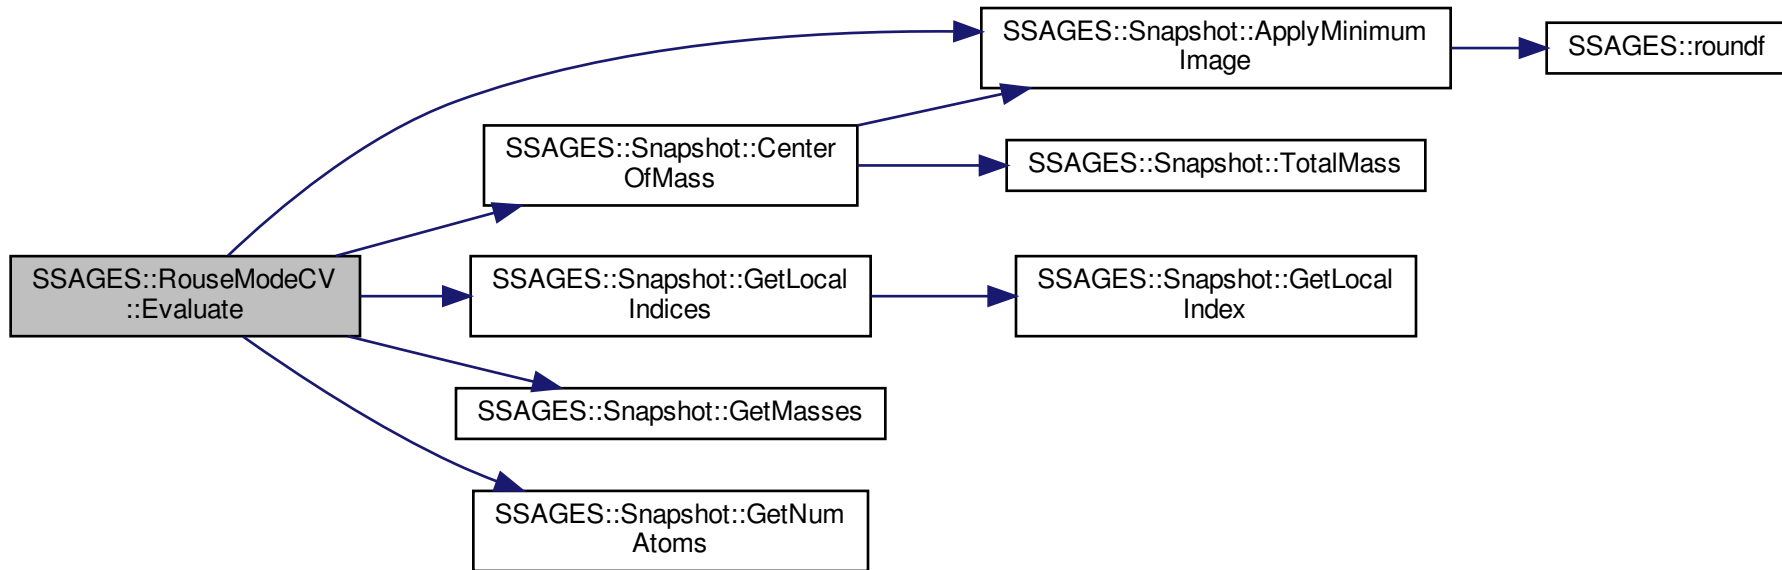 SSAGES::RouseModeCV
::Evaluate
SSAGES::Snapshot::ApplyMinimum
Image
SSAGES::roundf
SSAGES::Snapshot::Center
OfMass
SSAGES::Snapshot::TotalMass
SSAGES::Snapshot::GetLocal
Indices
SSAGES::Snapshot::GetLocal
Index
SSAGES::Snapshot::GetMasses
SSAGES::Snapshot::GetNum
Atoms